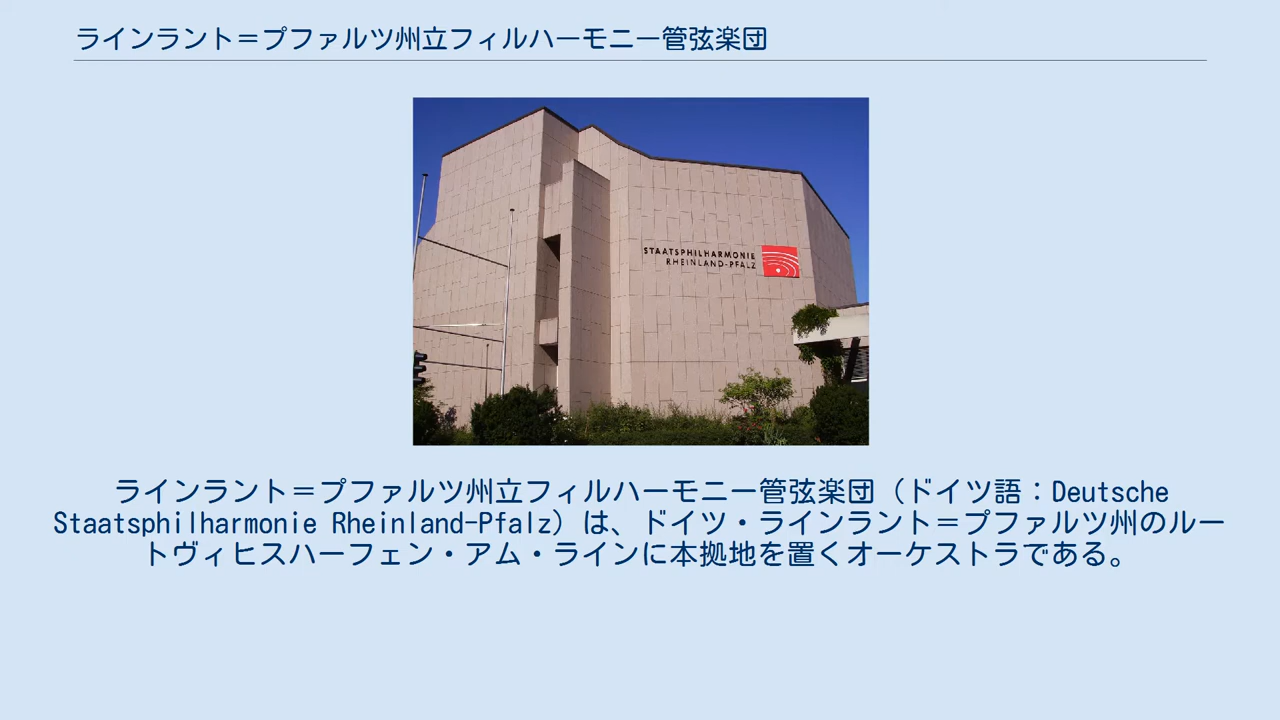 ラインラント＝プファルツ州立フィルハーモニー管弦楽団
STAATSPHILHARMONIE
RHEINLAND-PFALZ
ラインラント＝プファルツ州立フィルハーモニー管弦楽団（ドイツ語：Deutsche
Staatsphilharmonie Rheinland-Pfalz）は、ドイツ・ラインラント＝プファルツ州のルー
トヴィヒスハーフェン・アム・ラインに本拠地を置くオーケストラである。